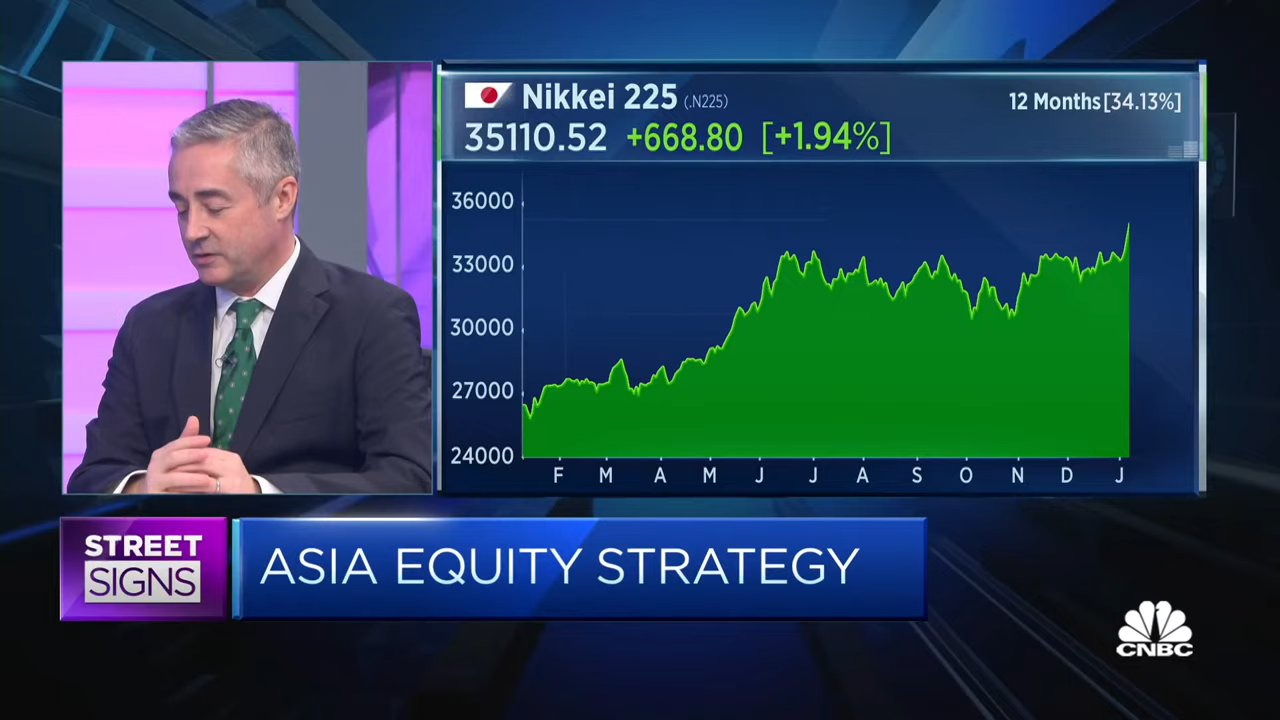 Nikkei 225 (.N225)
12 Months [34.13%]
35110.52 +668.80 [+1.94%]
36000
33000
30000
27000
24000
F M A M J J A S O N D J
STREET
SIGNS
ASIA EQUITY STRATEGY
CNBC